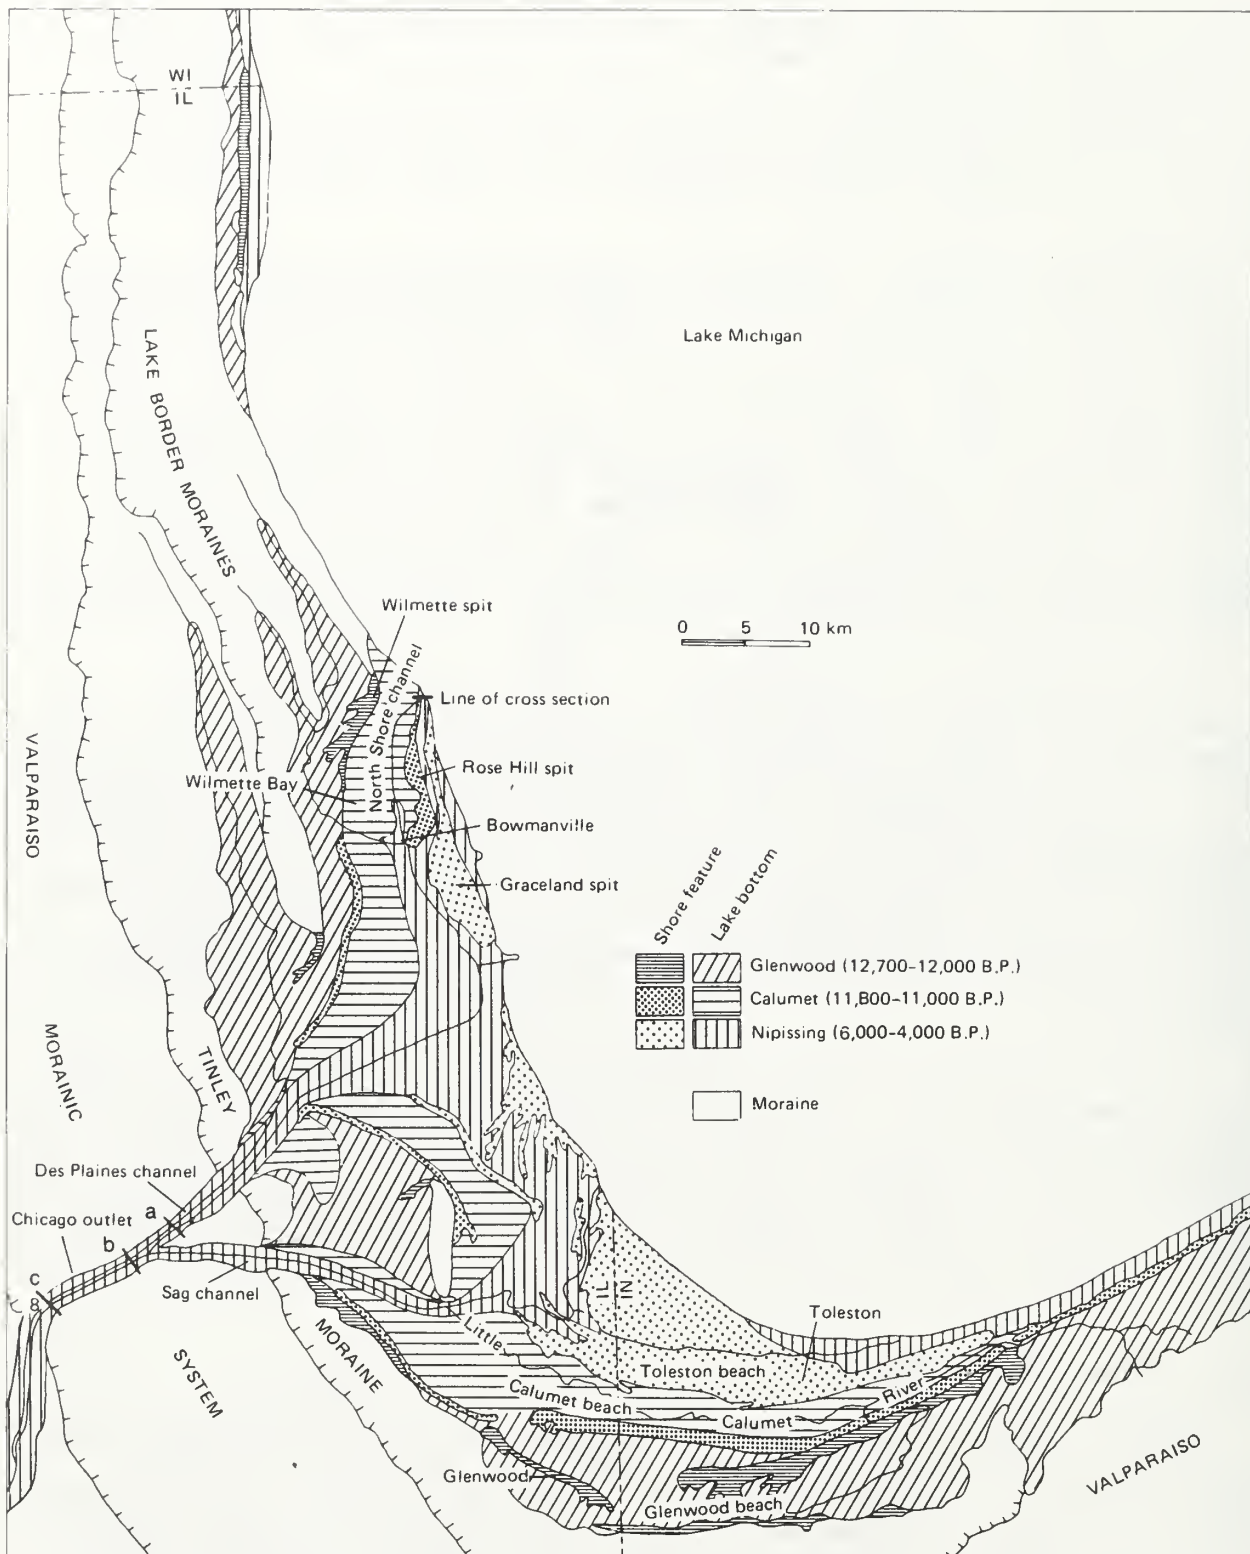 WI
IL
Lake Michigan
LAKE BORDER MORAINES
Wilmette spit
0 5 10 km
North Shore channel
Line of cross section
VALPARAISO
Rose Hill spit
Wilmette Bay
Bowmanville
Graceland spit
Shore feature
Lake bottom
Glenwood (12,700-12,000 B.P.)
Calumet (11,800-11,000 B.P.)
Nipissing (6,000-4,000 B.P.)
Moraine
MORAINIC
TINLEY
Des Plaines channel
Chicago outlet
a
b
c
8
Sag channel
IL
IN
Toleston
MORAINE
Little
SYSTEM
Toleston beach
River
Calumet beach
Calumet
Glenwood
Glenwood beach
VALPARAISO